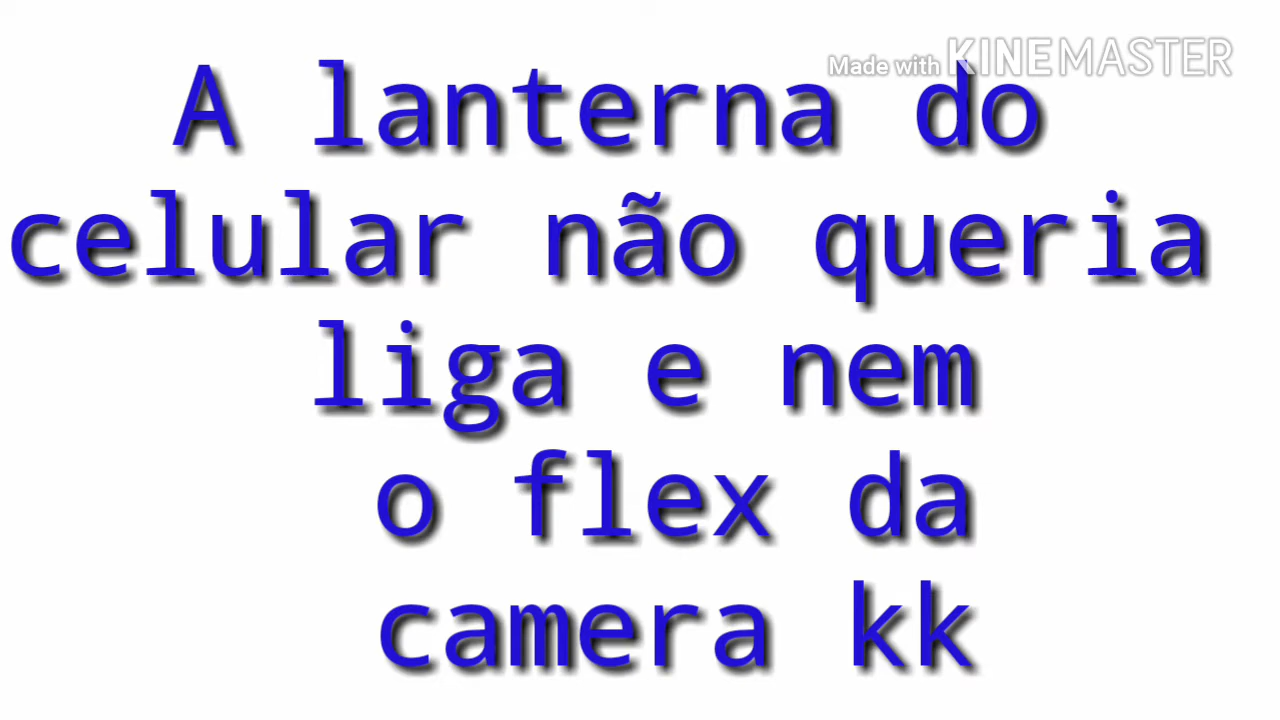 Made with KINEMASTER
A lanterna do
celular não queria
liga e nem
o flex da
camera kk